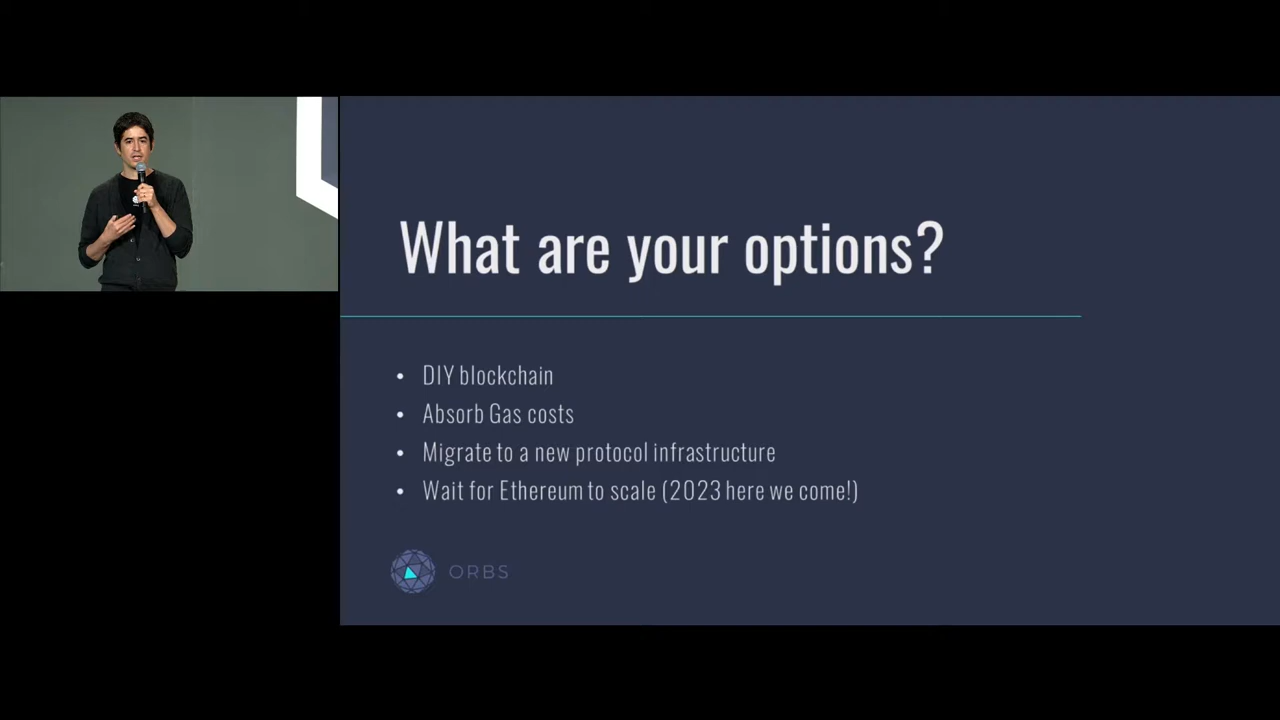 What are your options?
• DIY blockchain
• Absorb Gas costs
• Migrate to a new protocol infrastructure
• Wait for Ethereum to scale (2023 here we come!)
ORBS